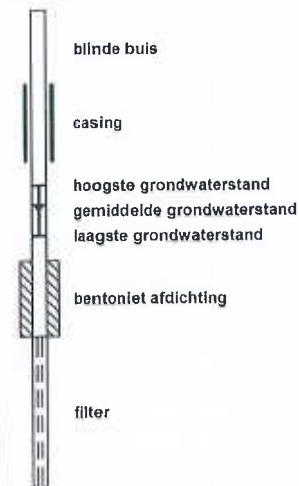 blinde buis
casing
hoogste grondwaterstand
gemiddelde grondwaterstand
laagste grondwaterstand
bentoniet afdichting
filter